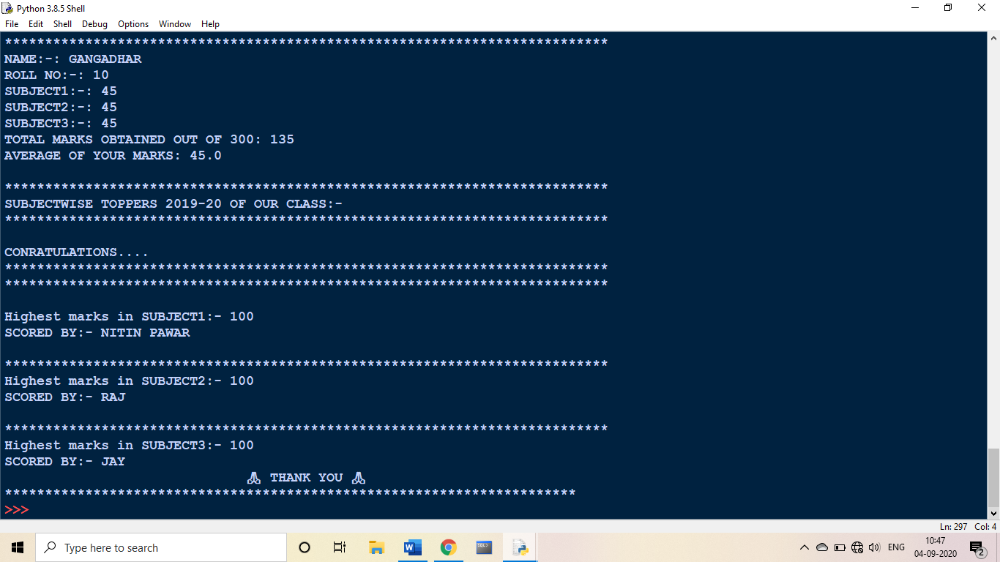 Python 3.8.5 Shell
File Edit Shell Debug Options Window Help
***************************************************************************
NAME:-: GANGADHAR
ROLL NO:-: 10
SUBJECT1:-: 45
SUBJECT2:-: 45
SUBJECT3:-: 45
TOTAL MARKS OBTAINED OUT OF 300: 135
AVERAGE OF YOUR MARKS: 45.0
***************************************************************************
SUBJECTWISE TOPPERS 2019-20 OF OUR CLASS:-
***************************************************************************
CONRATULATIONS....
***************************************************************************
***************************************************************************
Highest marks in SUBJECT1:- 100
SCORED BY:- NITIN PAWAR
***************************************************************************
Highest marks in SUBJECT2:- 100
SCORED BY:- RAJ
***************************************************************************
Highest marks in SUBJECT3:- 100
SCORED BY:- JAY
🙏 THANK YOU 🙏
***********************************************************************
>>>
Ln: 297 Col: 4
Type here to search
W
SQL>
ENG
10:47
04-09-2020
2